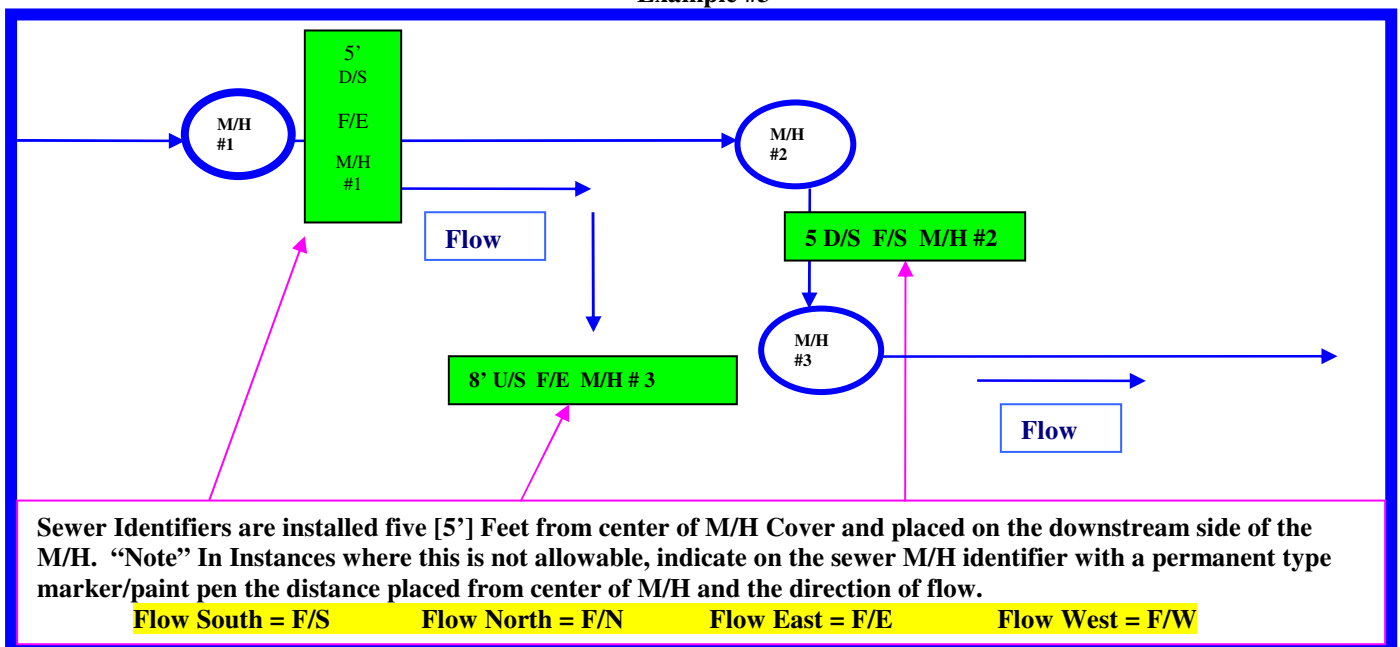 5’
D/S
F/E
M/H
#1
M/H
#1
M/H
#2
Flow
5 D/S F/S M/H #2
M/H
#3
8’ U/S F/E M/H # 3
Flow
Sewer Identifiers are installed five [5’] Feet from center of M/H Cover and placed on the downstream side of the
M/H. “Note” In Instances where this is not allowable, indicate on the sewer M/H identifier with a permanent type
marker/paint pen the distance placed from center of M/H and the direction of flow.
Flow South = F/S Flow North = F/N Flow East = F/E Flow West = F/W